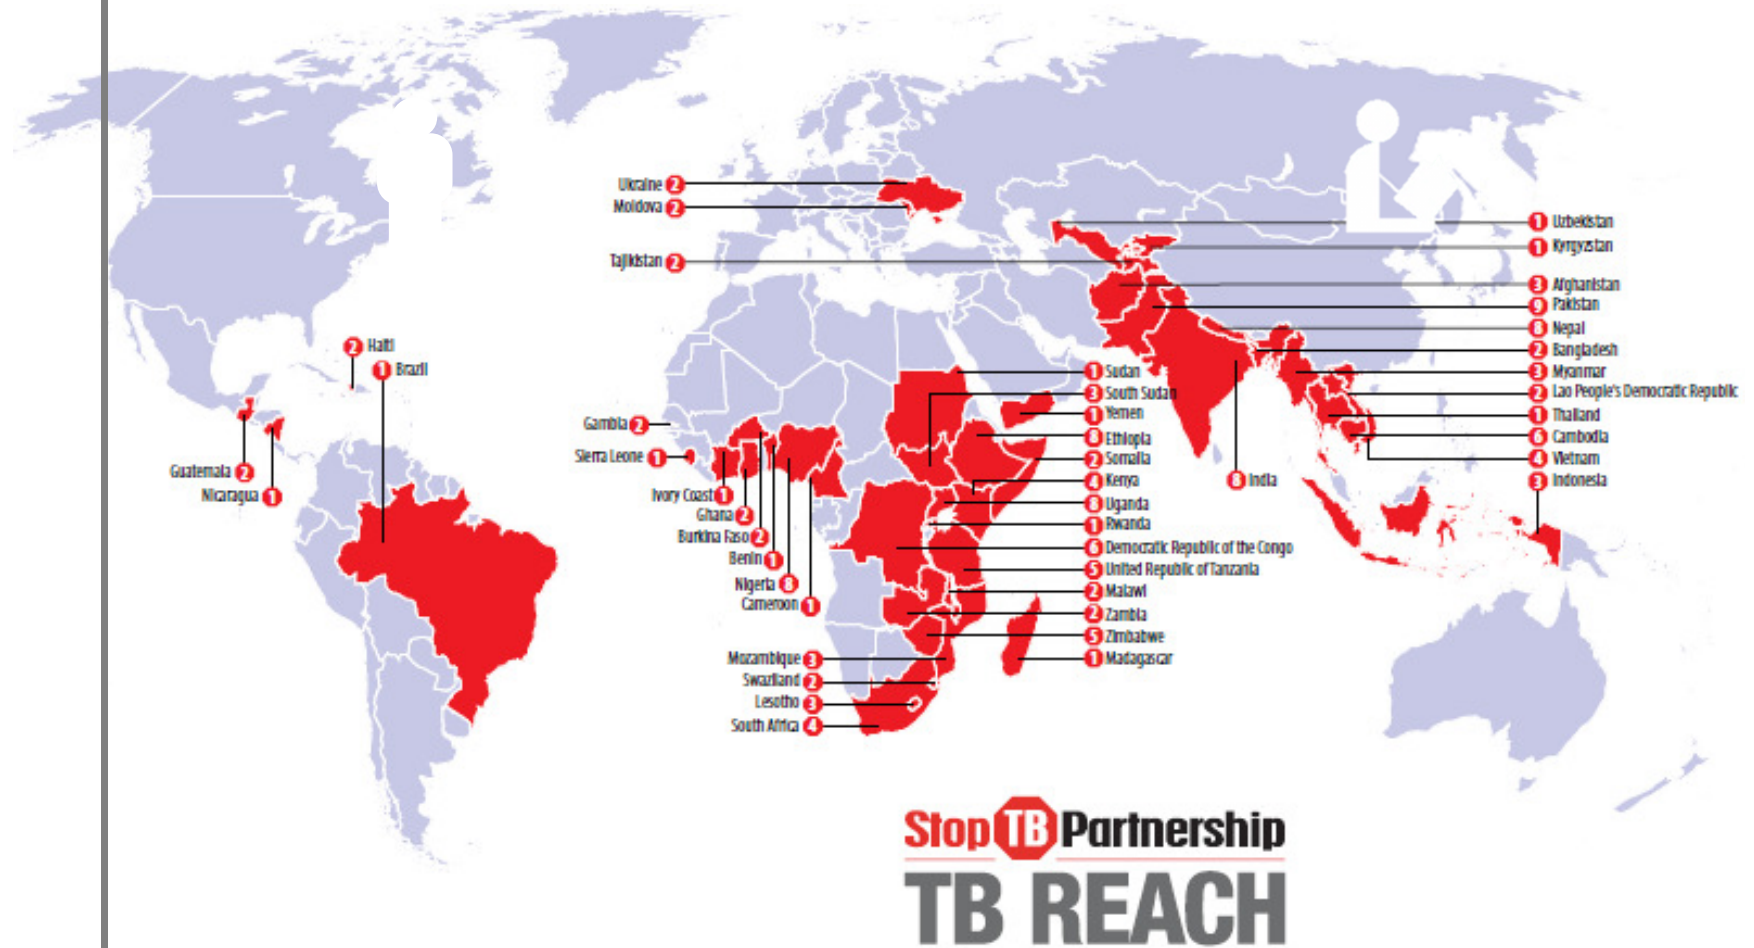 Ukraine 2
Moldova 2
Tajikistan 2
2 Haiti
1 Brazil
Guatemala 2
Nicaragua 1
Gambia 2
Sierra Leone 1
Ivory Coast 1
Ghana 2
Burkina Faso 2
Benin 1
Nigeria 8
Cameroon 1
Mozambique 3
Swaziland 2
Lesotho 3
South Africa 4
1 Sudan
3 South Sudan
1 Yemen
8 Ethiopia
2 Somalia
4 Kenya
8 Uganda
1 Rwanda
6 Democratic Republic of the Congo
5 United Republic of Tanzania
2 Malawi
2 Zambia
5 Zimbabwe
1 Madagascar
1 Uzbekistan
1 Kyrgyzstan
3 Afghanistan
9 Pakistan
8 Nepal
2 Bangladesh
3 Myanmar
2 Lao People's Democratic Republic
1 Thailand
6 Cambodia
4 Vietnam
8 India
3 Indonesia
Stop TB Partnership
TB REACH